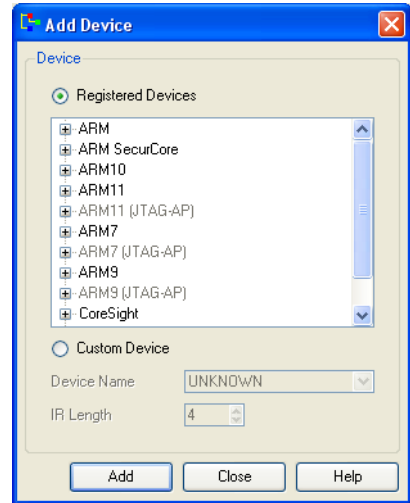 Add Device
Device
Registered Devices
ARM
ARM SecurCore
ARM10
ARM11
ARM11 (JTAG-AP)
ARM7
ARM7 (JTAG-AP)
ARM9
ARM9 (JTAG-AP)
CoreSight
Custom Device
Device Name UNKNOWN
IR Length 4
Add Close Help